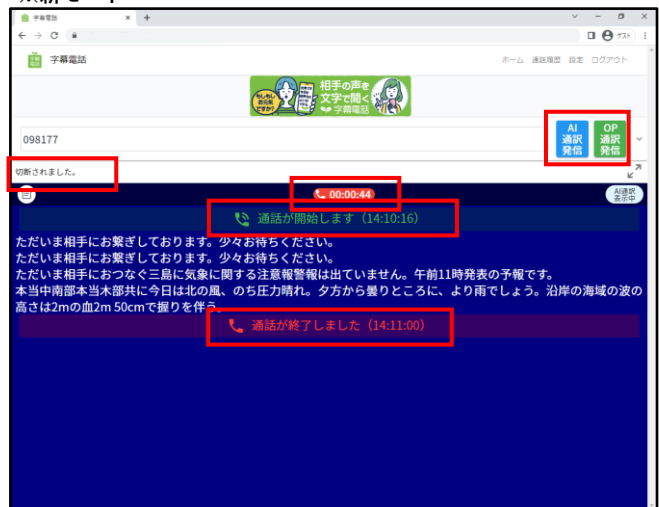 字幕電話
字幕電話
ホーム 通話履歴 設定 ログアウト
もしもし
お元気
ですか?
相手の声を
文字で聞く
字幕電話
098177
AI
通訳
発信
OP
通訳
発信
切断されました。
00:00:44
AI通訳
表示中
通話が開始します（14:10:16）
ただいま相手にお繋ぎしております。少々お待ちください。
ただいま相手にお繋ぎしております。少々お待ちください。
ただいま相手におつなぐ三島に気象に関する注意報警報は出ていません。午前11時発表の予報です。
本当中南部本当木部共に今日は北の風、のち圧力晴れ。夕方から曇りところに、より雨でしょう。沿岸の海域の波の
高さは2mの血2m 50cmで握りを伴う。
通話が終了しました（14:11:00）